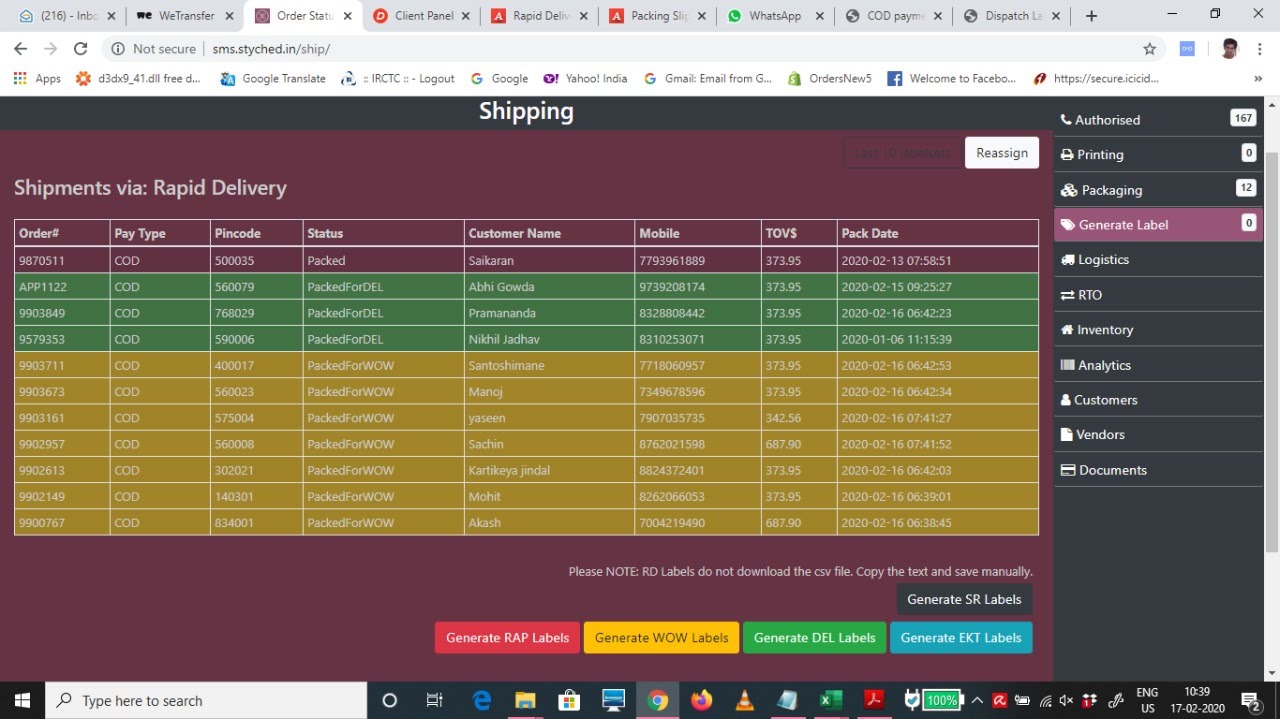 (216) - Inbo
WeTransfer
Order Statu
Client Panel
Rapid Deliv
Packing Slip
WhatsApp
COD payme
Dispatch La
Not secure
sms.styched.in/ship/
Apps
d3dx9_41.dll free d...
Google Translate
:: IRCTC :: - Logout
Google
Yahoo! India
Gmail: Email from G...
OrdersNew5
Welcome to Facebo...
https://secure.icicid...
»
Shipping
Reassign
Shipments via: Rapid Delivery
Order# Pay Type Pincode Status Customer Name Mobile TOV$ Pack Date
9870511 COD 500035 Packed Saikaran 7793961889 373.95 2020-02-13 07:58:51
APP1122 COD 560079 PackedForDEL Abhi Gowda 9739208174 373.95 2020-02-15 09:25:27
9903849 COD 768029 PackedForDEL Pramananda 8328808442 373.95 2020-02-16 06:42:23
9579353 COD 590006 PackedForDEL Nikhil Jadhav 8310253071 373.95 2020-01-06 11:15:39
9903711 COD 400017 PackedForWOW Santoshimane 7718060957 373.95 2020-02-16 06:42:53
9903673 COD 560023 PackedForWOW Manoj 7349678596 373.95 2020-02-16 06:42:34
9903161 COD 575004 PackedForWOW yaseen 7907035735 342.56 2020-02-16 07:41:27
9902957 COD 560008 PackedForWOW Sachin 8762021598 687.90 2020-02-16 07:41:52
9902613 COD 302021 PackedForWOW Kartikeya jindal 8824372401 373.95 2020-02-16 06:42:03
9902149 COD 140301 PackedForWOW Mohit 8262066053 373.95 2020-02-16 06:39:01
9900767 COD 834001 PackedForWOW Akash 7004219490 687.90 2020-02-16 06:38:45
Please NOTE: RD Labels do not download the csv file. Copy the text and save manually.
Generate SR Labels
Generate RAP Labels
Generate WOW Labels
Generate DEL Labels
Generate EKT Labels
Authorised 167
Printing 0
Packaging 12
Generate Label 0
Logistics
RTO
Inventory
Analytics
Customers
Vendors
Documents
Type here to search
100%
ENG
US
10:39
17-02-2020
2